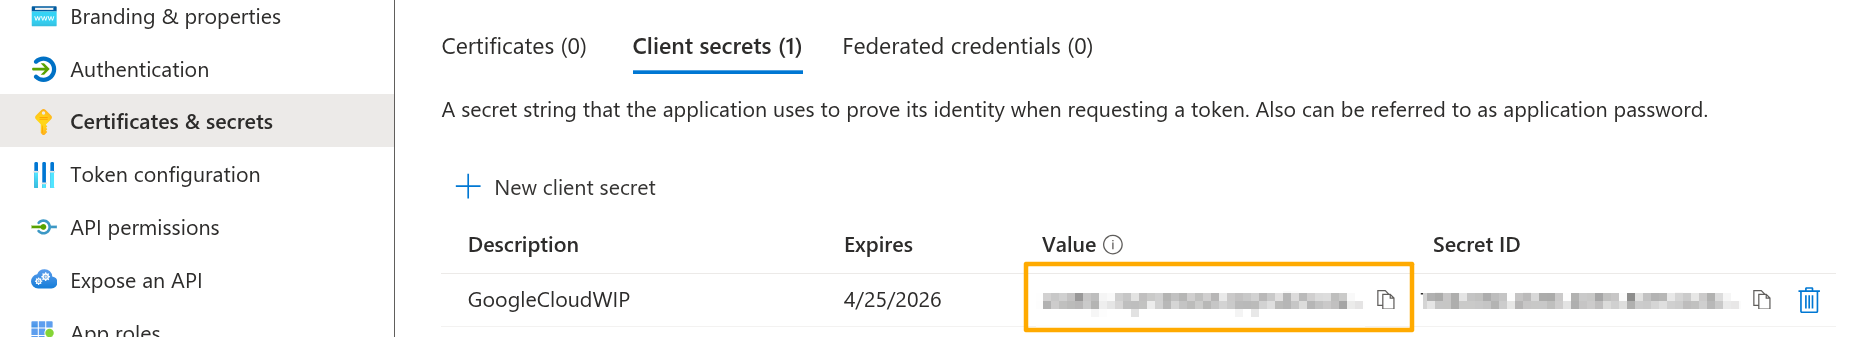 Branding & properties
Authentication
Certificates & secrets
Token configuration
API permissions
Expose an API
App roles
Certificates (0) Client secrets (1) Federated credentials (0)
A secret string that the application uses to prove its identity when requesting a token. Also can be referred to as application password.
New client secret
Description Expires Value Secret ID
GoogleCloudWIP 4/25/2026